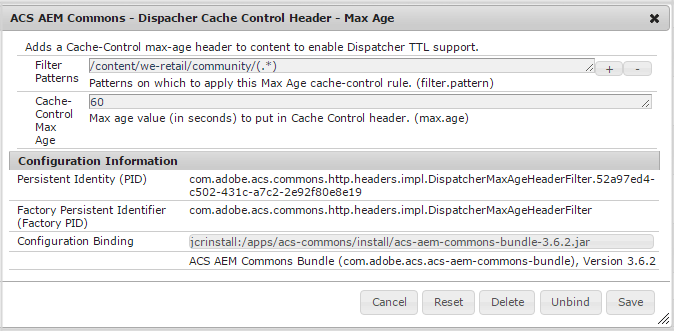 ACS AEM Commons - Dispacher Cache Control Header - Max Age
Adds a Cache-Control max-age header to content to enable Dispatcher TTL support.
Filter
Patterns
/content/we-retail/community/(.*)
+
-
Patterns on which to apply this Max Age cache-control rule. (filter.pattern)
Cache-
Control
Max
Age
60
Max age value (in seconds) to put in Cache Control header. (max.age)
Configuration Information
Persistent Identity (PID)
com.adobe.acs.commons.http.headers.impl.DispatcherMaxAgeHeaderFilter.52a97ed4-
c502-431c-a7c2-2e92f80e8e19
Factory Persistent Identifier
(Factory PID)
com.adobe.acs.commons.http.headers.impl.DispatcherMaxAgeHeaderFilter
Configuration Binding
jcrinstall:/apps/acs-commons/install/acs-aem-commons-bundle-3.6.2.jar
ACS AEM Commons Bundle (com.adobe.acs.acs-aem-commons-bundle), Version 3.6.2
Cancel
Reset
Delete
Unbind
Save